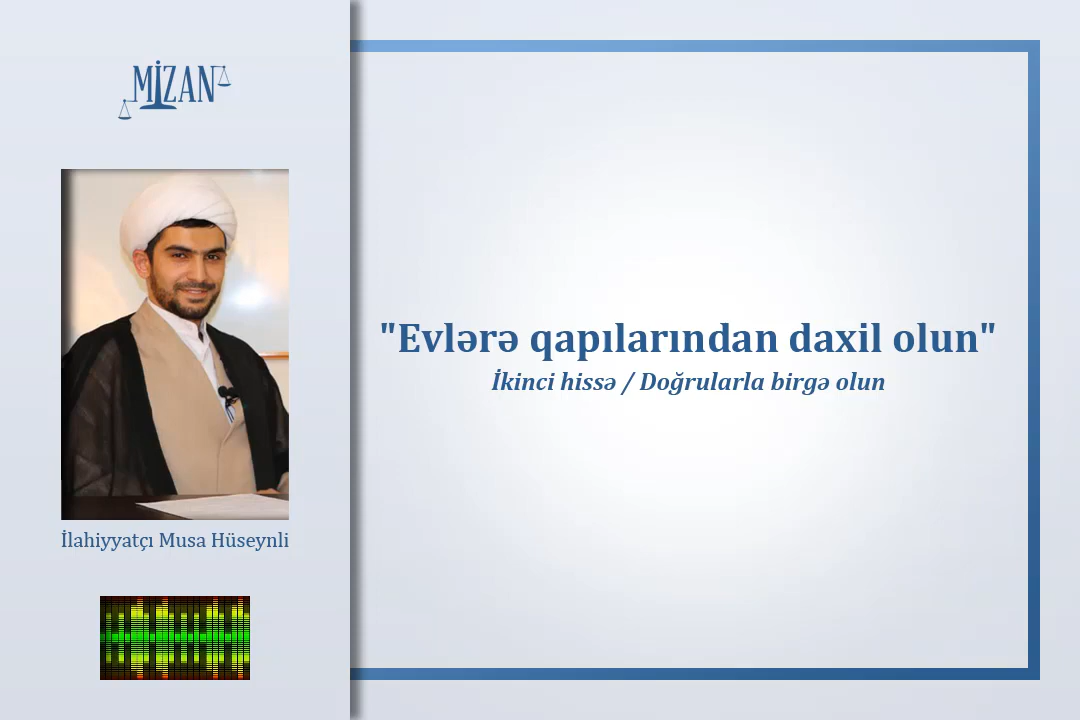 MİZAN
İlahiyyatçı Musa Hüseynli
"Evlərə qapılarından daxil olun"
İkinci hissə / Doğrularla birgə olun